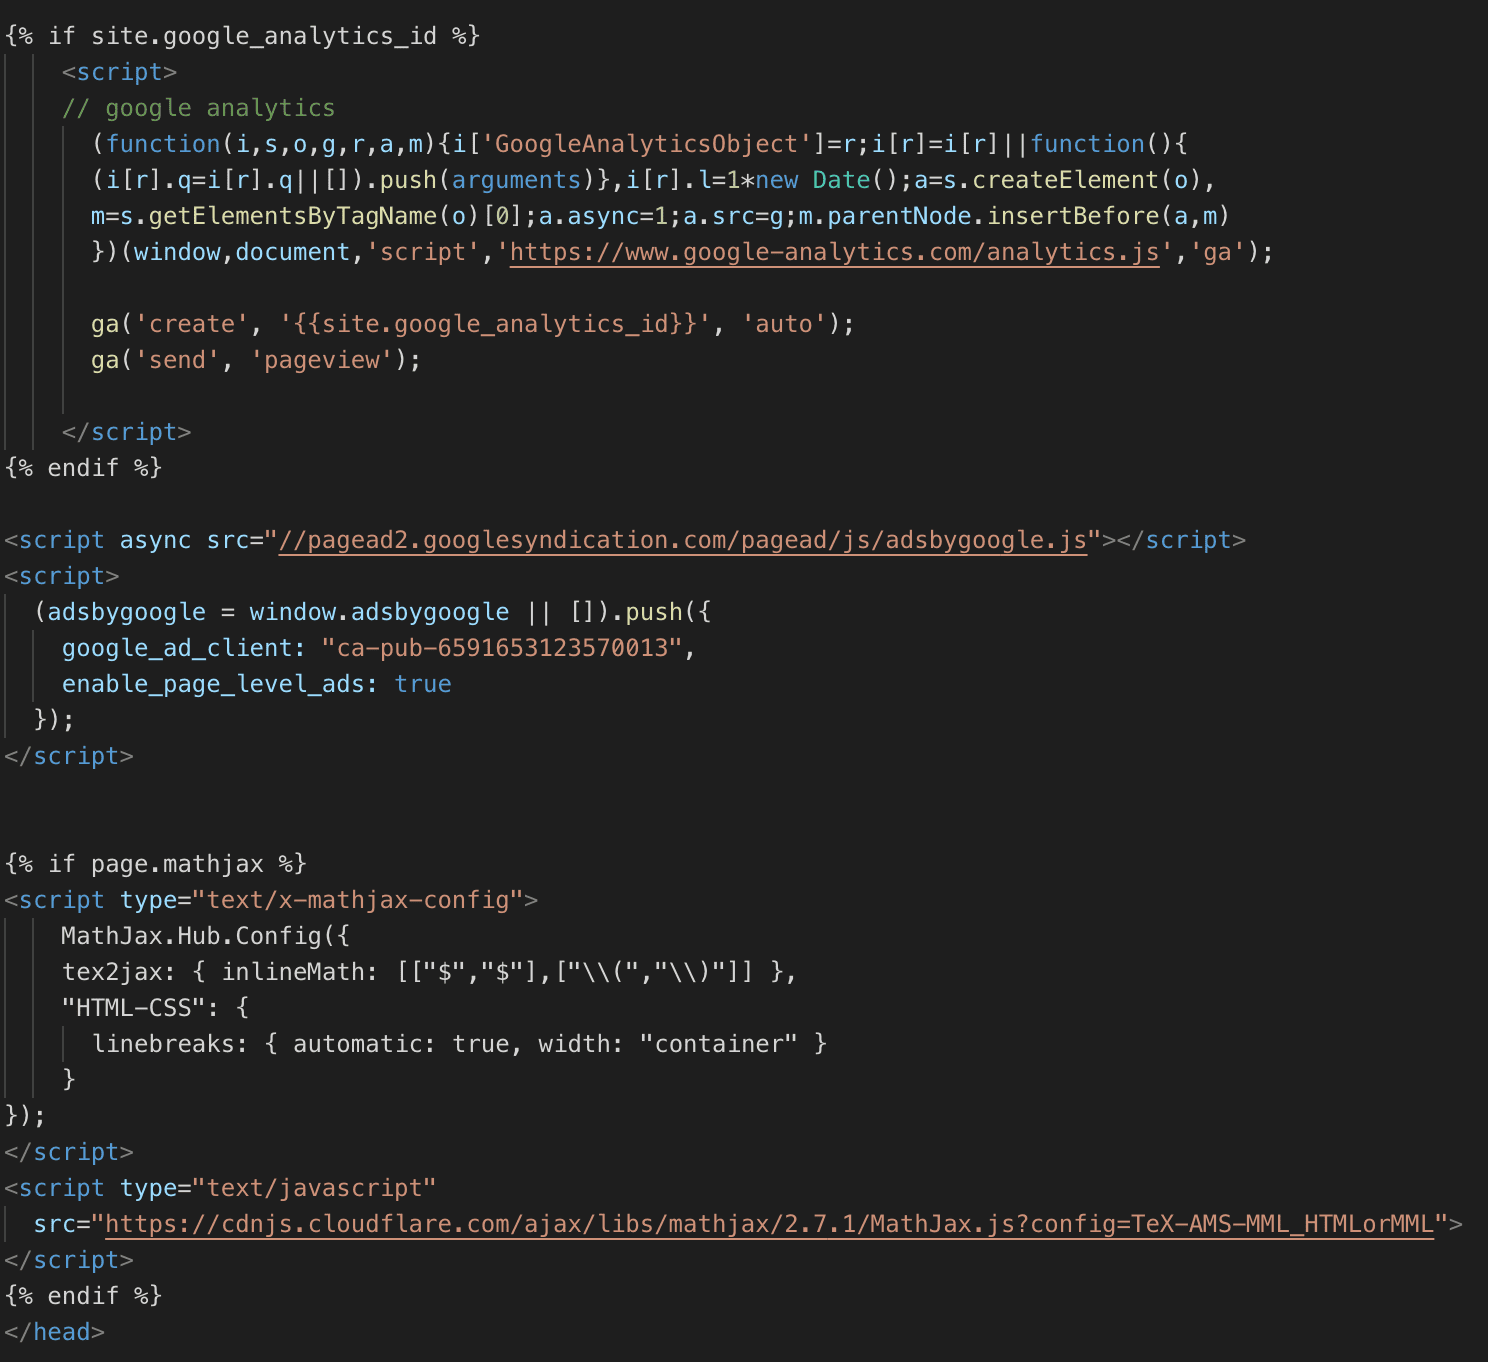 {% if site.google_analytics_id %}
<script>
// google analytics
(function(i,s,o,g,r,a,m){i['GoogleAnalyticsObject']=r;i[r]=i[r]||function(){
(i[r].q=i[r].q||[]).push(arguments)},i[r].l=1*new Date();a=s.createElement(o),
m=s.getElementsByTagName(o)[0];a.async=1;a.src=g;m.parentNode.insertBefore(a,m)
})(window,document,'script','https://www.google-analytics.com/analytics.js','ga');
ga('create', '{{site.google_analytics_id}}', 'auto');
ga('send', 'pageview');
</script>
{% endif %}
<script async src="//pagead2.googlesyndication.com/pagead/js/adsbygoogle.js"></script>
<script>
(adsbygoogle = window.adsbygoogle || []).push({
google_ad_client: "ca-pub-6591653123570013",
enable_page_level_ads: true
});
</script>
{% if page.mathjax %}
<script type="text/x-mathjax-config">
MathJax.Hub.Config({
tex2jax: { inlineMath: [["$","$"],["\\(","\\)"]] },
"HTML-CSS": {
linebreaks: { automatic: true, width: "container" }
}
});
</script>
<script type="text/javascript"
src="https://cdnjs.cloudflare.com/ajax/libs/mathjax/2.7.1/MathJax.js?config=TeX-AMS-MML_HTMLorMML">
</script>
{% endif %}
</head>